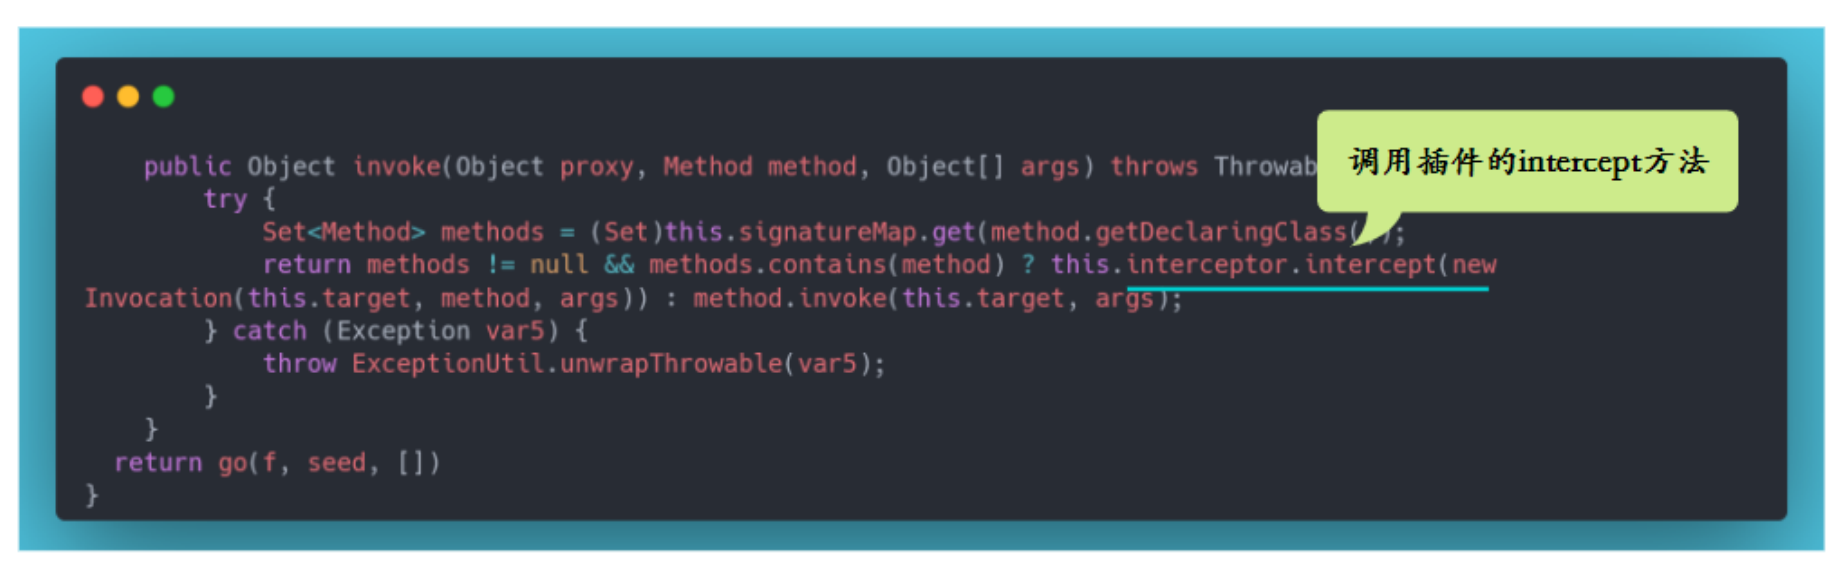 public Object invoke(Object proxy, Method method, Object[] args) throws Throwab
调用插件的intercept方法
try {
Set<Method> methods = (Set)this.signatureMap.get(method.getDeclaringClass());
return methods != null && methods.contains(method) ? this.interceptor.intercept(new
Invocation(this.target, method, args)) : method.invoke(this.target, args);
} catch (Exception var5) {
throw ExceptionUtil.unwrapThrowable(var5);
}
}
return go(f, seed, [])
}